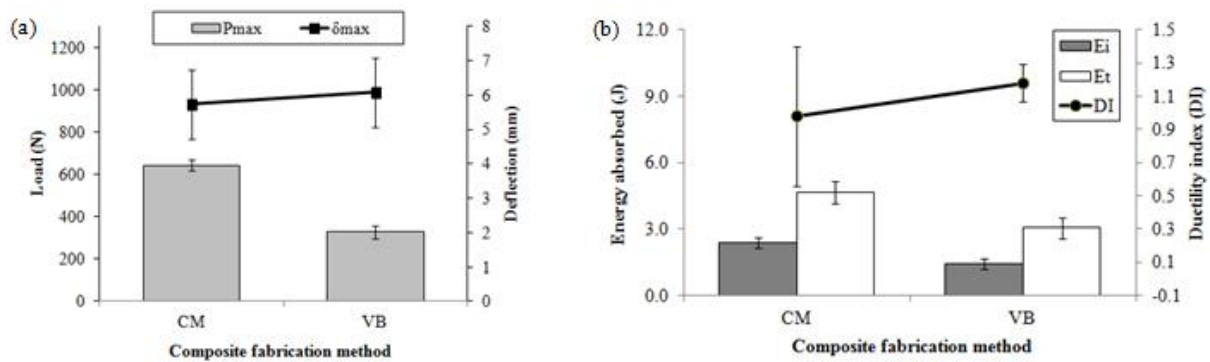 (a)
Pmax
δmax
Load (N)
1200
1000
800
600
400
200
0
8
7
6
5
4
3
2
1
0
Deflection (mm)
CM
VB
Composite fabrication method
(b)
Ei
Et
DI
Energy absorbed (J)
12.0
9.0
6.0
3.0
0.0
1.5
1.3
1.1
0.9
0.7
0.5
0.3
0.1
-0.1
Ductility index (DI)
CM
VB
Composite fabrication method